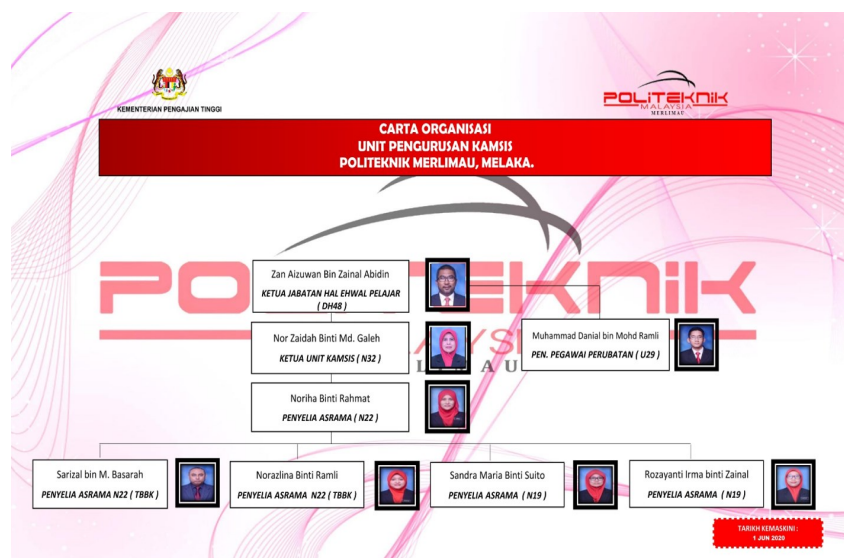 KEMENTERIAN PENGAJIAN TINGGI
POLITEKNIK
MALAYSIA
MERLIMAU
CARTA ORGANISASI
UNIT PENGURUSAN KAMSIS
POLITEKNIK MERLIMAU, MELAKA.
Zan Aizuwan Bin Zainal Abidin
KETUA JABATAN HAL EHWAL PELAJAR
( DH48 )
Nor Zaidah Binti Md. Galeh
KETUA UNIT KAMSIS ( N32 )
Muhammad Danial bin Mohd Ramli
PEN. PEGAWAI PERUBATAN ( U29 )
Noriha Binti Rahmat
PENYELIA ASRAMA ( N22 )
Sarizal bin M. Basarah
PENYELIA ASRAMA N22 ( TBBK )
Norazlina Binti Ramli
PENYELIA ASRAMA N22 ( TBBK )
Sandra Maria Binti Suito
PENYELIA ASRAMA ( N19 )
Rozayanti Irma binti Zainal
PENYELIA ASRAMA ( N19 )
TARIKH KEMASKINI :
1 JUN 2020